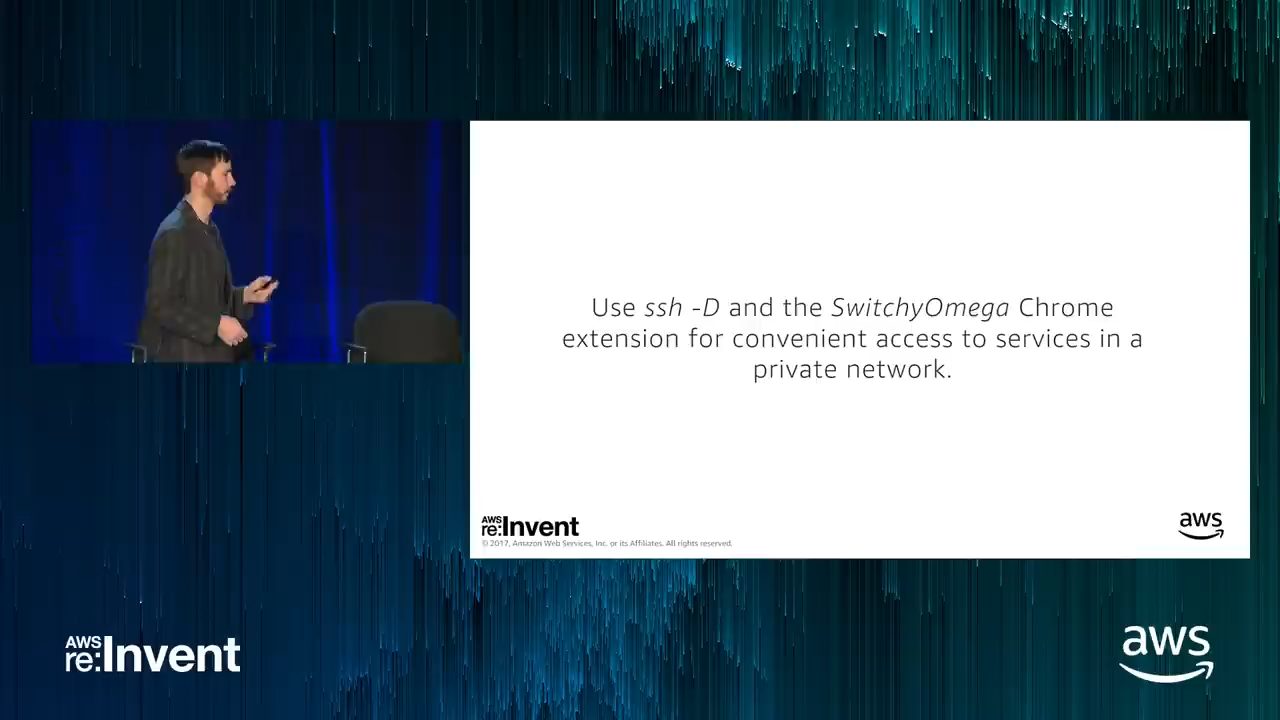 Use ssh -D and the SwitchyOmega Chrome
extension for convenient access to services in a
private network.
AWS
re:Invent
© 2017, Amazon Web Services, Inc. or its Affiliates. All rights reserved.
aws
AWS
re:Invent
aws